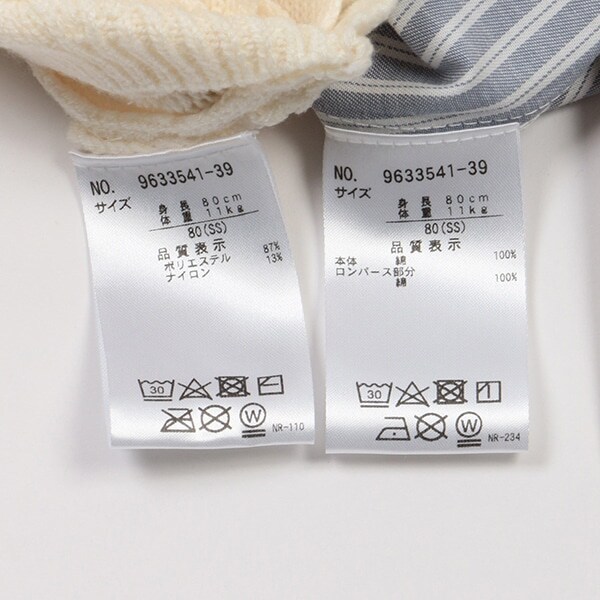 NO. 9633541-39
サイズ
身長 80cm
体重 11kg
80(SS)
品質表示
ポリエステル 87%
ナイロン 13%
30
W
NR-110
NO. 9633541-39
サイズ
身長 80cm
体重 11kg
80(SS)
品質表示
本体 綿 100%
ロンパース部分
綿 100%
30
W
NR-234